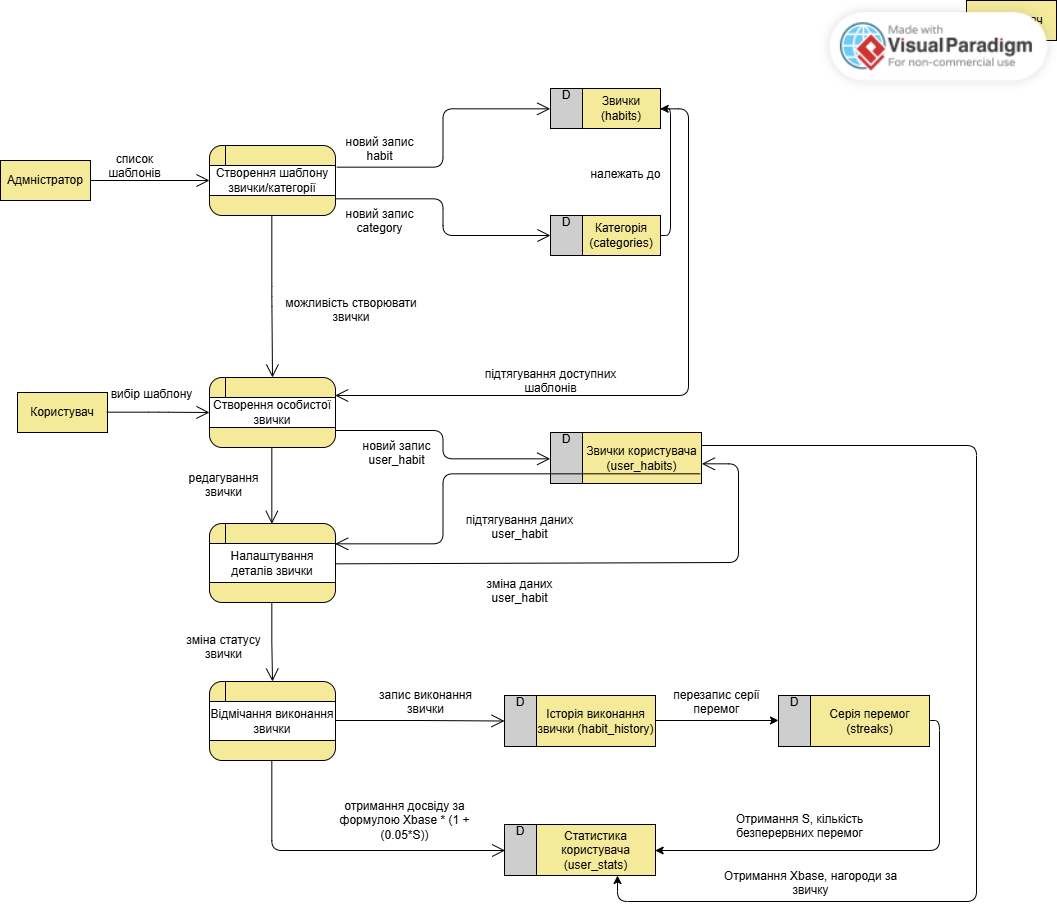 Made with
Visual Paradigm
For non-commercial use
D
Звички
(habits)
новий запис
habit
список
шаблонів
Адмністратор
Створення шаблону
звички/категорії
належать до
новий запис
category
D
Категорія
(categories)
можливість створювати
звички
підтягування доступних
шаблонів
вибір шаблону
Користувач
Створення особистої
звички
новий запис
user_habit
D
Звички користувача
(user_habits)
редагування
звички
підтягування даних
user_habit
Налаштування
деталів звички
зміна даних
user_habit
зміна статусу
звички
Відмічання виконання
звички
запис виконання
звички
D
Історія виконання
звички (habit_history)
перезапис серії
перемог
D
Серія перемог
(streaks)
отримання досвіду за
формулою Xbase * (1 +
(0.05*S))
D
Статистика
користувача
(user_stats)
Отримання S, кількість
безперервних перемог
Отримання Xbase, нагороди за
звичку